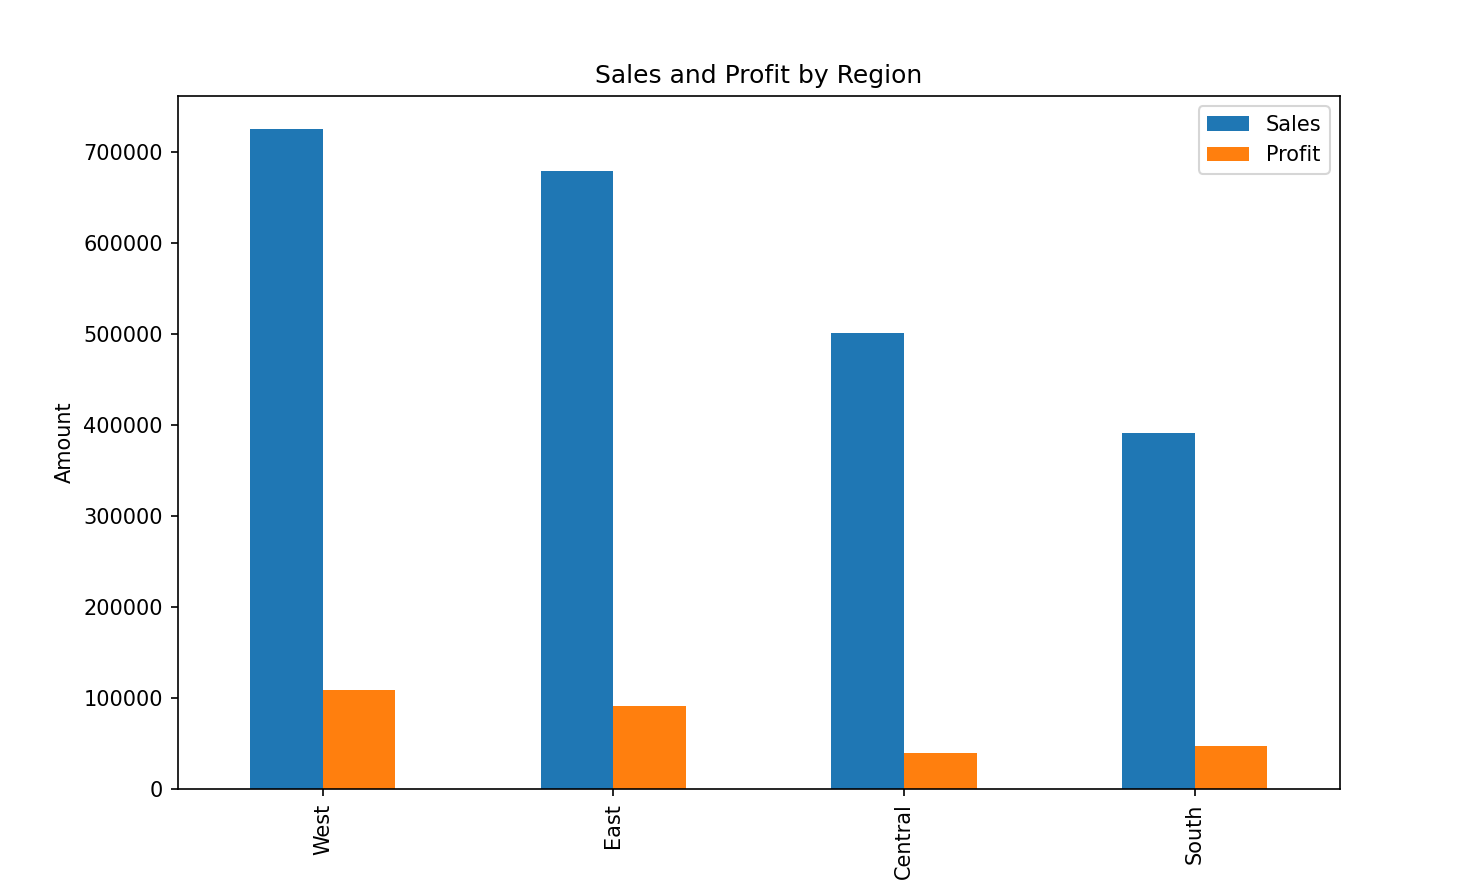 Sales and Profit by Region
Sales
Profit
Amount
700000
600000
500000
400000
300000
200000
100000
0
West
East
Central
South